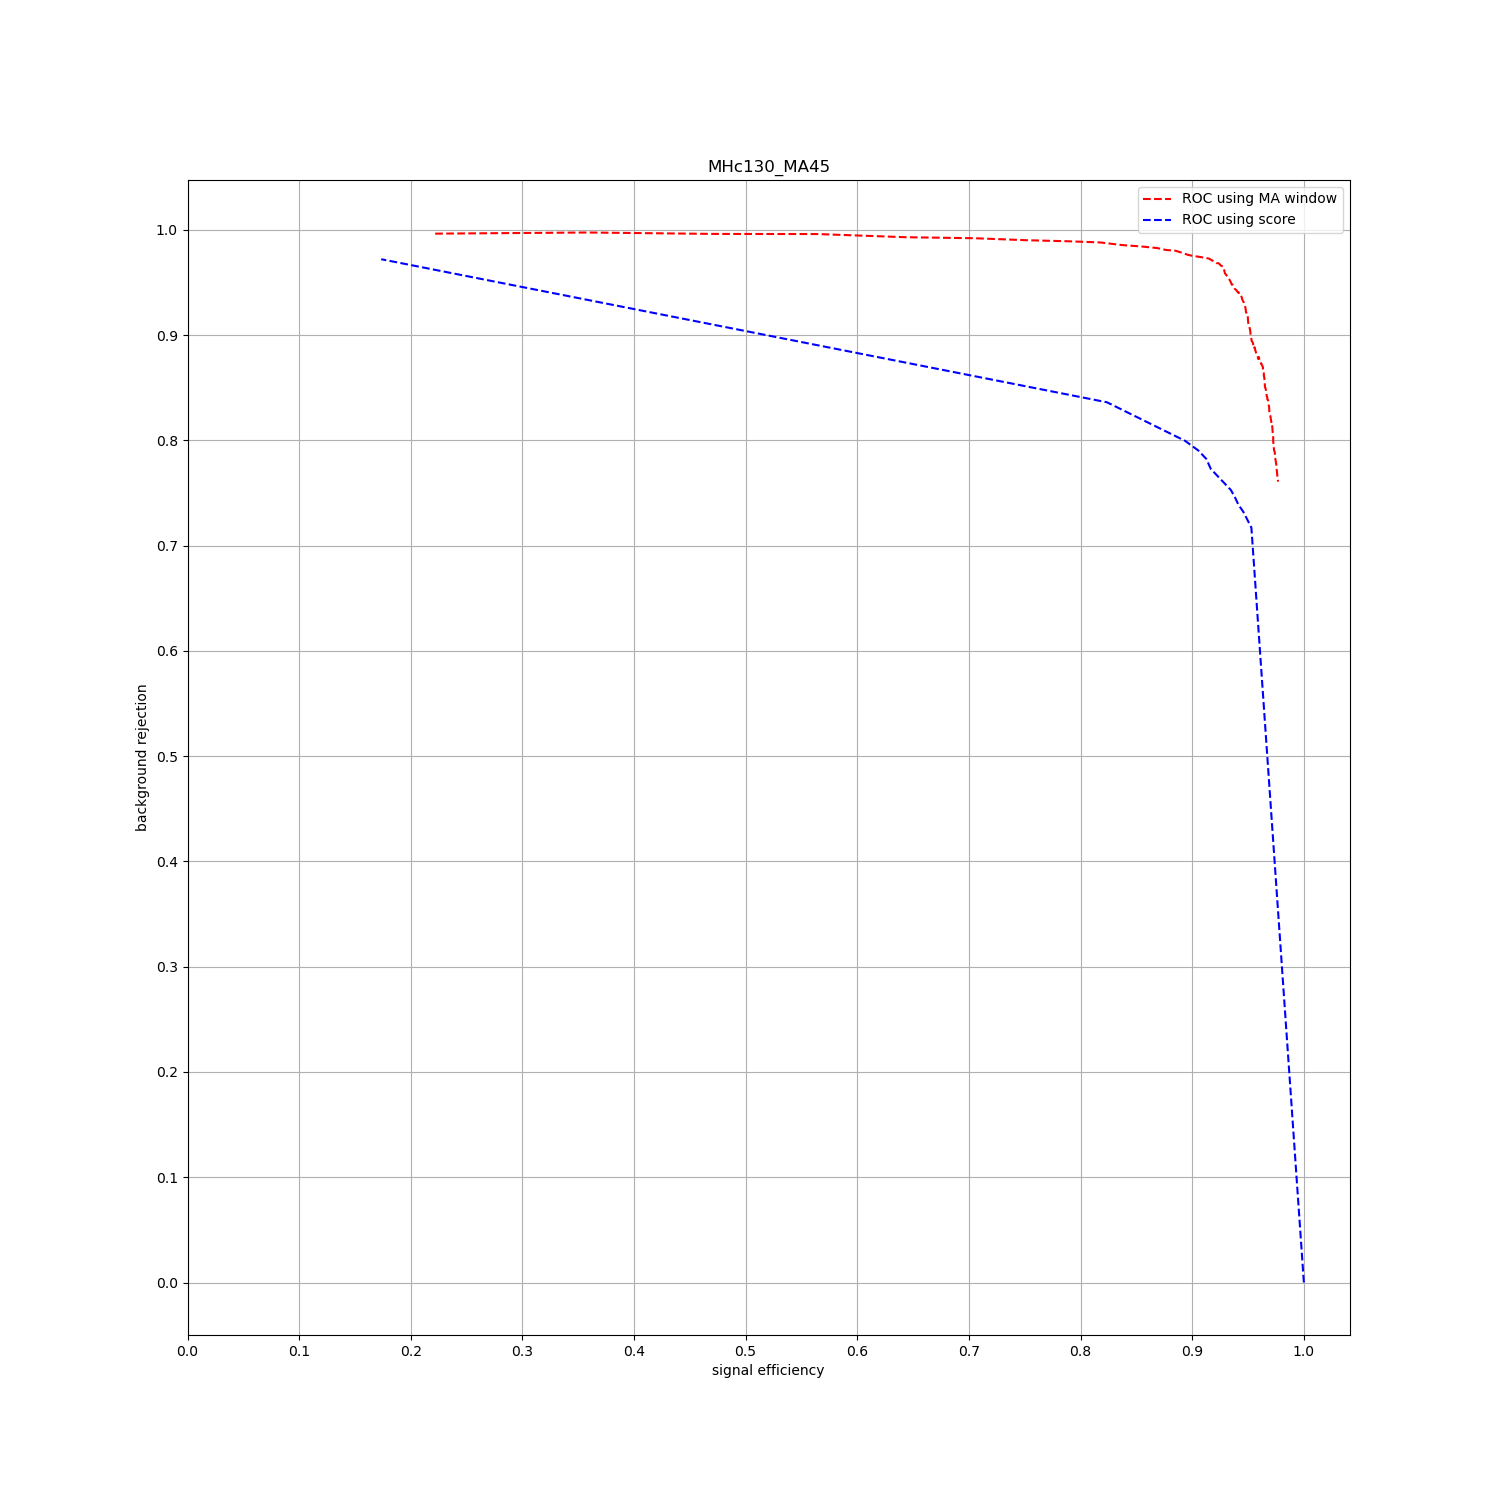 MHc130_MA45
ROC using MA window
ROC using score
1.0
0.9
0.8
0.7
0.6
0.5
0.4
0.3
0.2
0.1
0.0
background rejection
0.0 0.1 0.2 0.3 0.4 0.5 0.6 0.7 0.8 0.9 1.0
signal efficiency